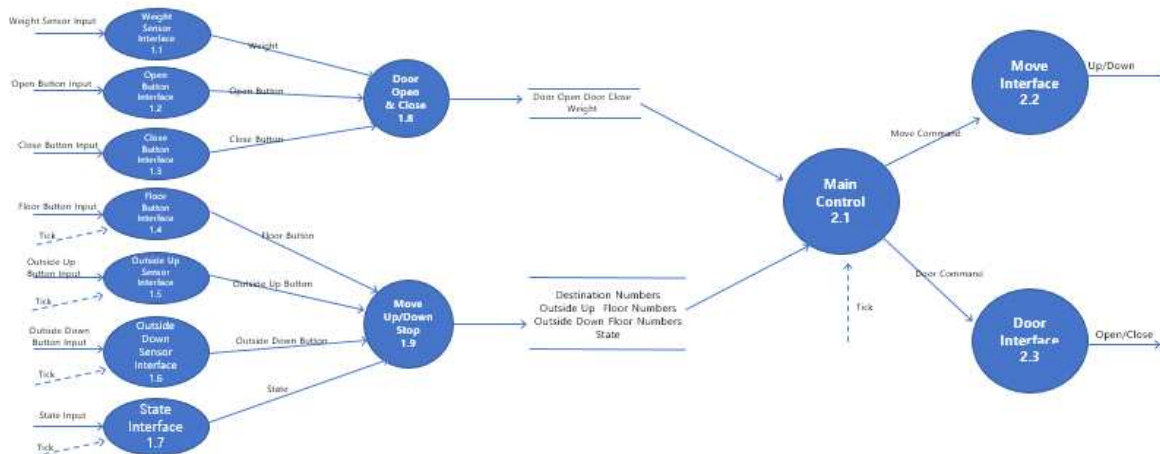 Weight Sensor Input
Weight
Sensor
Interface
1.1
Weight
Open Button Input
Open
Button
Interface
1.2
Open Button
Close Button Input
Close
Button
Interface
1.3
Close Button
Door
Open
& Close
1.8
Door Open Door Close
Weight
Floor Button Input
Tick
Floor
Button
Interface
1.4
Floor Button
Outside Up
Button Input
Tick
Outside Up
Sensor
Interface
1.5
Outside Up Button
Outside Down
Button Input
Tick
Outside
Down
Sensor
Interface
1.6
Outside Down Button
State Input
Tick
State
Interface
1.7
State
Move
Up/Down
Stop
1.9
Destination Numbers
Outside Up Floor Numbers
Outside Down Floor Numbers
State
Main
Control
2.1
Tick
Move Command
Move
Interface
2.2
Up/Down
Door Command
Door
Interface
2.3
Open/Close